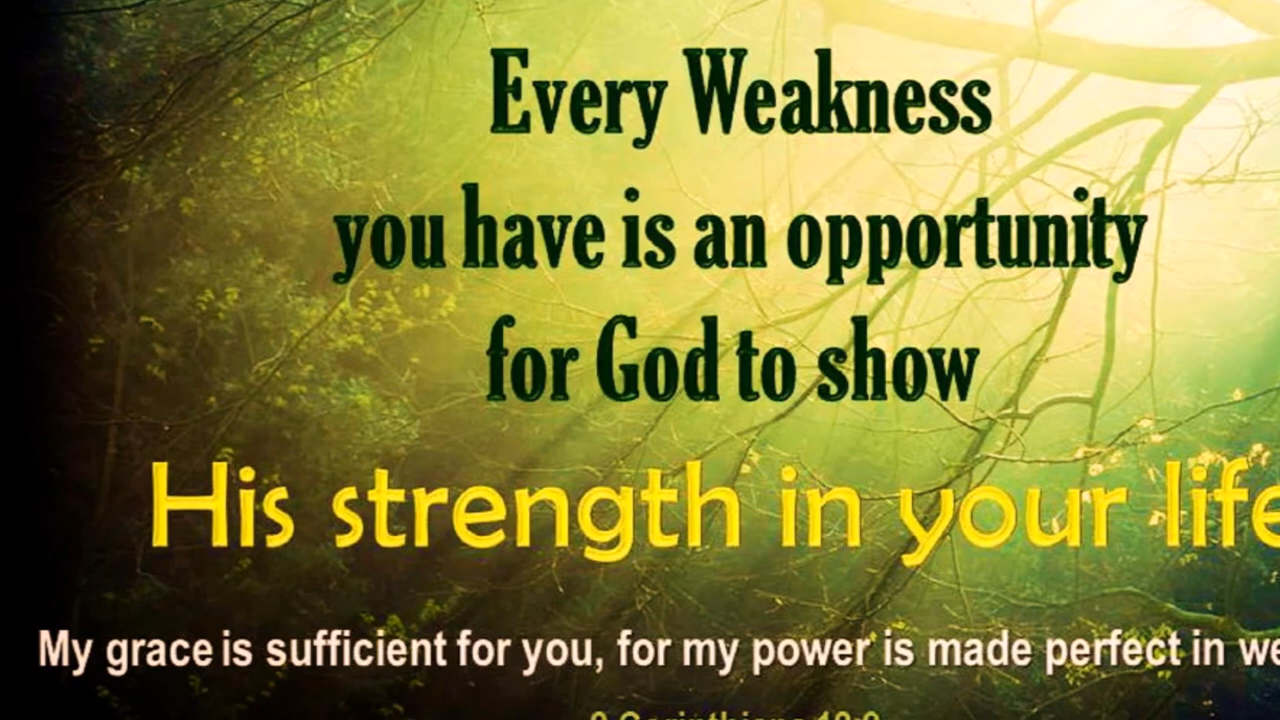 Every Weakness
you have is an opportunity
for God to show
His strength in your life
My grace is sufficient for you, for my power is made perfect in we